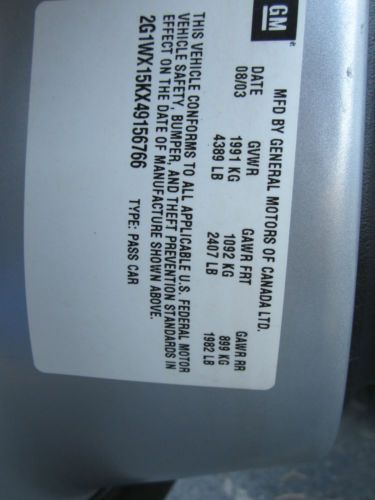 GM
MFD BY GENERAL MOTORS OF CANADA LTD.
DATE GVWR GAWR FRT GAWR RR
08/03 1991 KG 1092 KG 899 KG
4389 LB 2407 LB 1982 LB
THIS VEHICLE CONFORMS TO ALL APPLICABLE U.S. FEDERAL MOTOR
VEHICLE SAFETY, BUMPER, AND THEFT PREVENTION STANDARDS IN
EFFECT ON THE DATE OF MANUFACTURE SHOWN ABOVE.
2G1WX15KX49156766 TYPE: PASS CAR